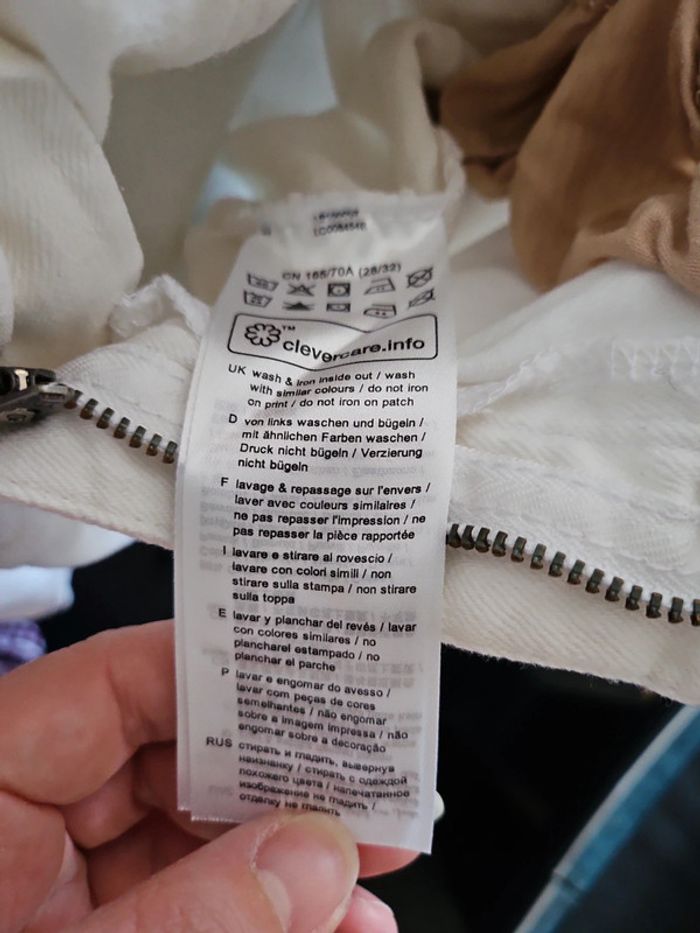 CN 165/70A (28/32)
™
clevercare.info
UK wash & iron inside out / wash
with similar colours / do not iron
on print / do not iron on patch
D von links waschen und bügeln /
mit ähnlichen Farben waschen /
Druck nicht bügeln / Verzierung
nicht bügeln
F lavage & repassage sur l'envers /
laver avec couleurs similaires /
ne pas repasser l'impression / ne
pas repasser la pièce rapportée
I lavare e stirare al rovescio /
lavare con colori simili / non
stirare sulla stampa / non stirare
sulla toppa
E lavar y planchar del revés / lavar
con colores similares / no
plancharel estampado / no
planchar el parche
P lavar e engomar do avesso /
lavar com peças de cores
semelhantes / não engomar
sobre a imagem impressa / não
engomar sobre a decoração
RUS стирать и гладить, вывернув
наизнанку / стирать с одеждой
похожего цвета / напечатанное
изображение не гладить /
отделку не гладить